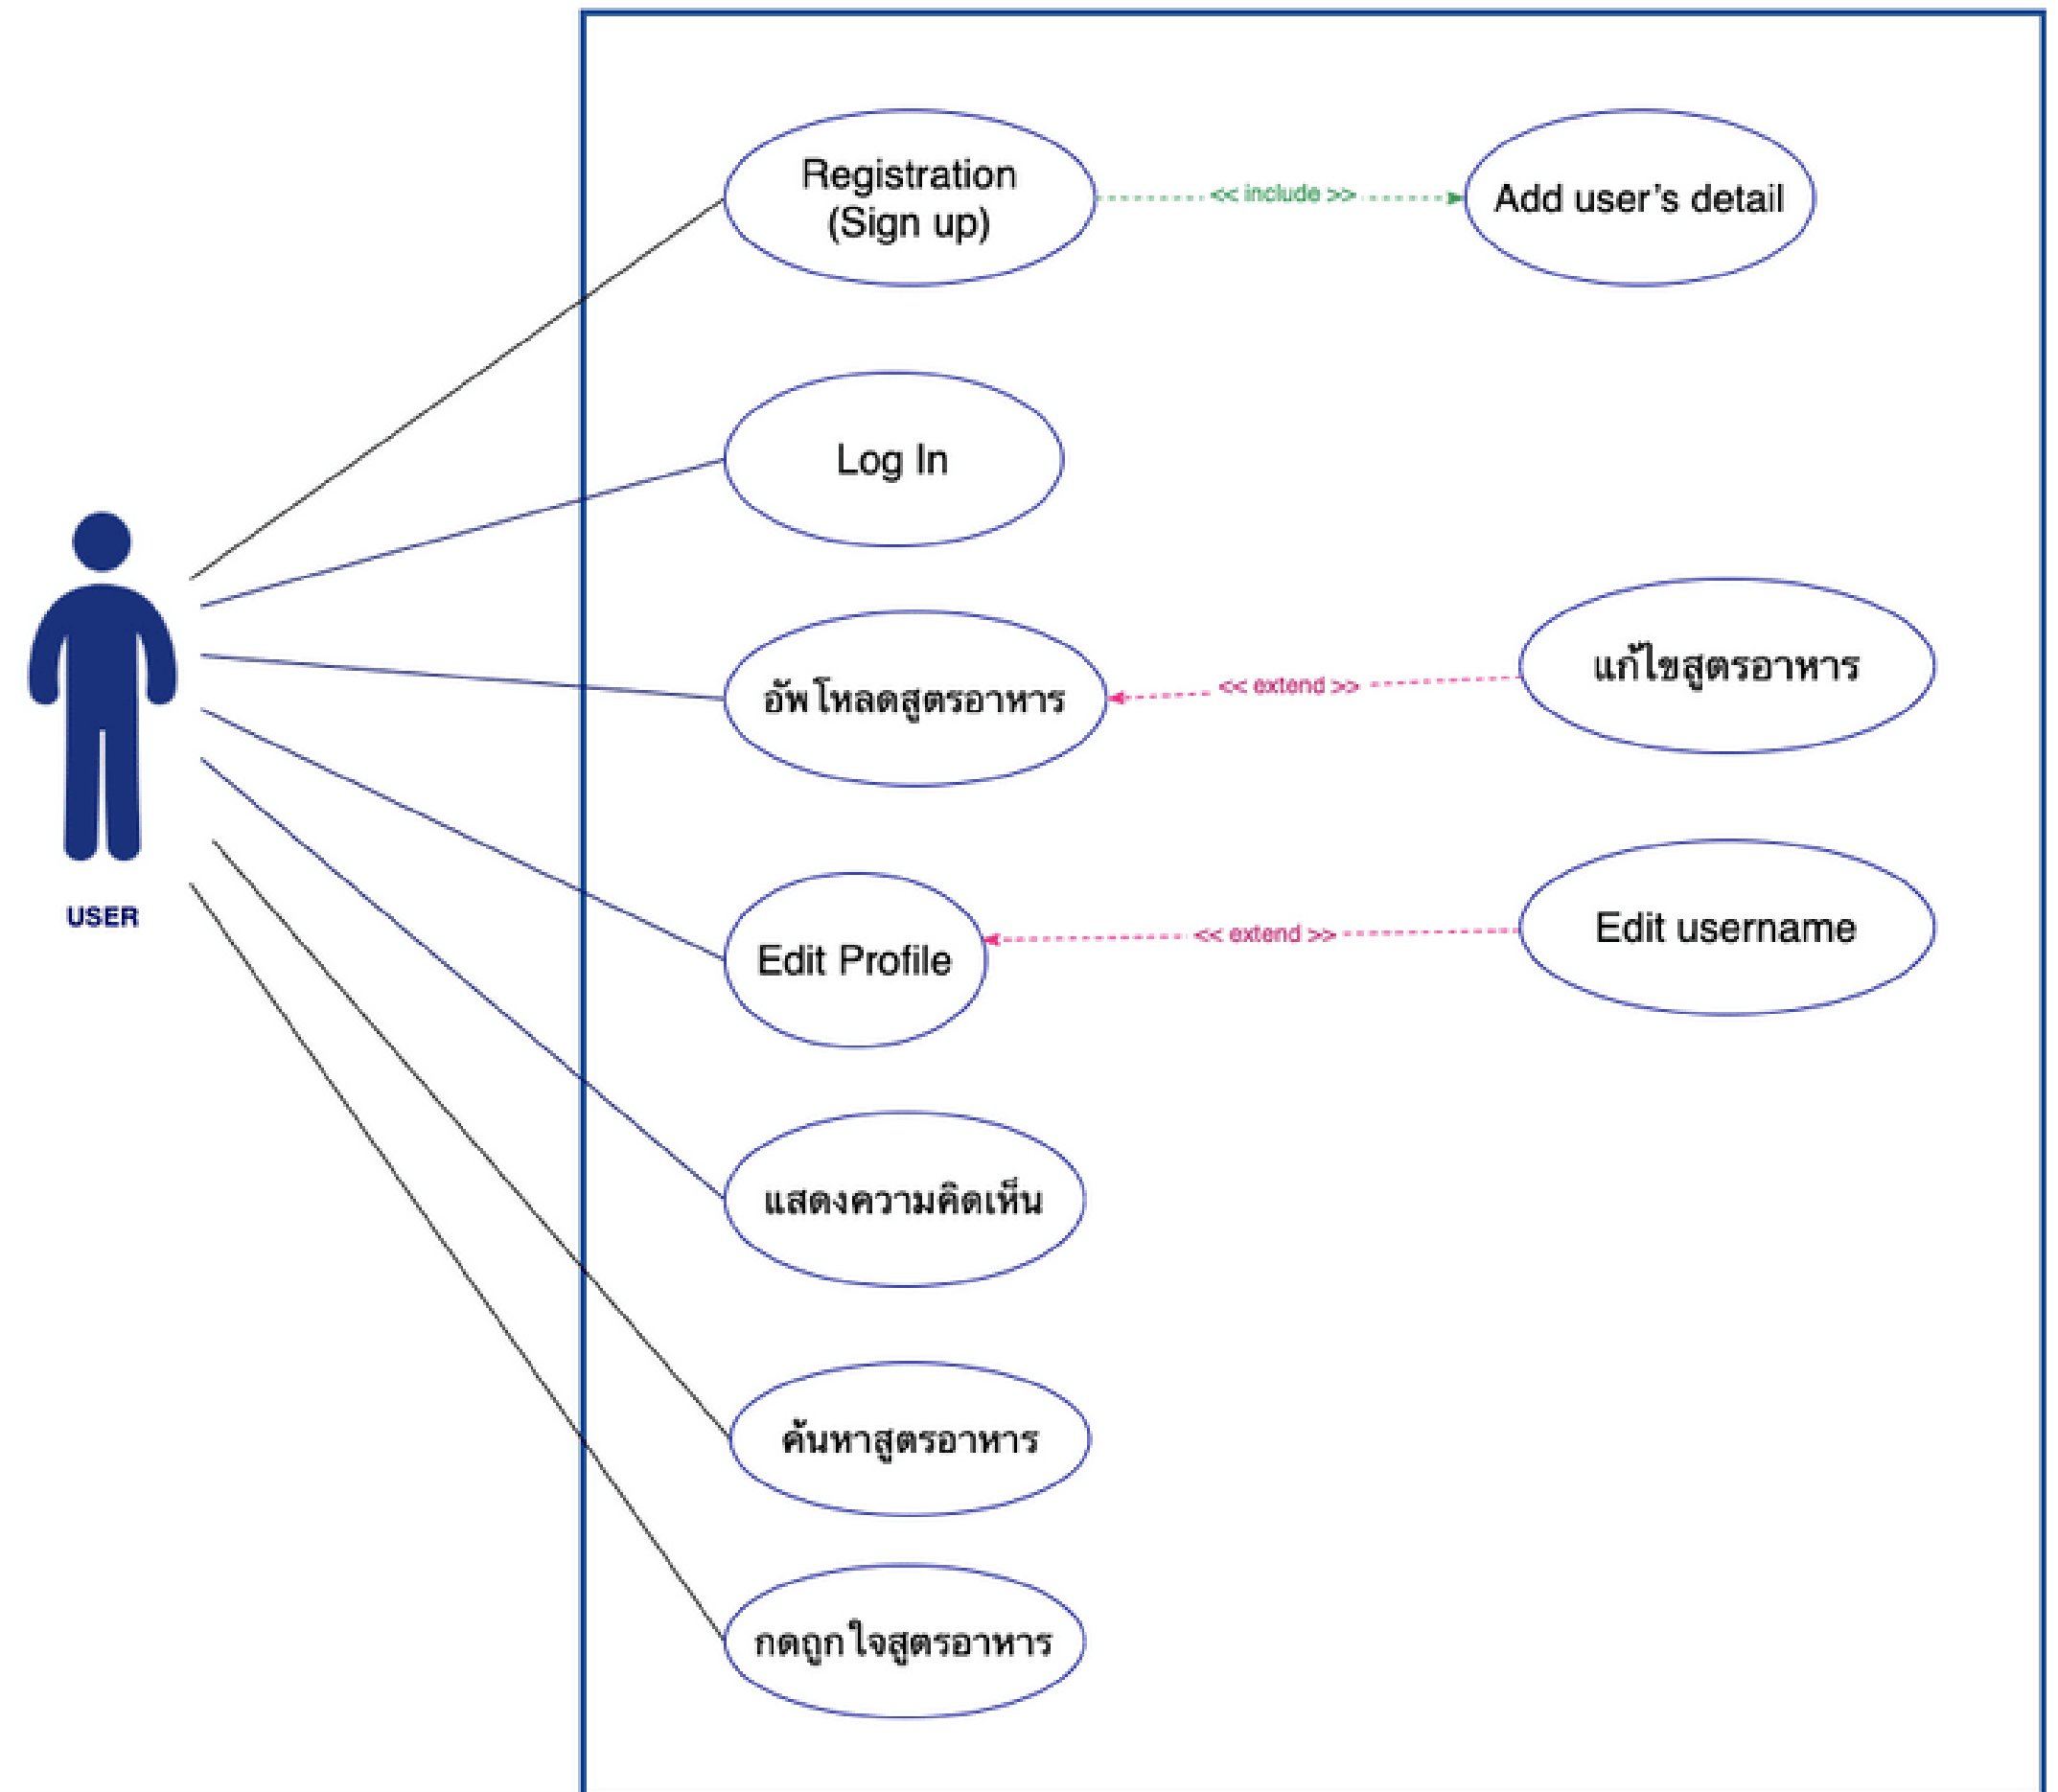 Registration
(Sign up)
<< include >>
Add user's detail
Log In
อัพโหลดสูตรอาหาร
<< extend >>
แก้ไขสูตรอาหาร
USER
Edit Profile
<< extend >>
Edit username
แสดงความคิดเห็น
ค้นหาสูตรอาหาร
กดถูกใจสูตรอาหาร